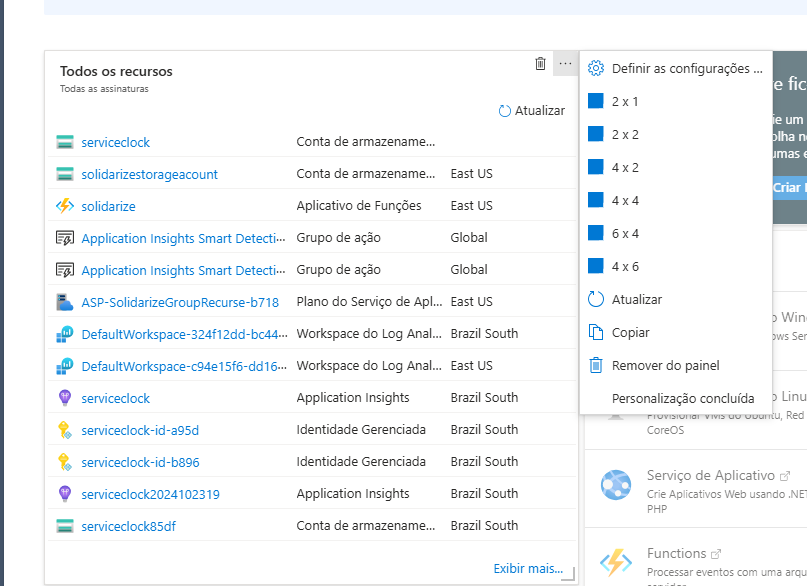 Todos os recursos
Todas as assinaturas
Atualizar
serviceclock Conta de armazename...
solidarizestorageaccount Conta de armazename... East US
solidarize Aplicativo de Funções East US
Application Insights Smart Detecti... Grupo de ação Global
Application Insights Smart Detecti... Grupo de ação Global
ASP-SolidarizeGroupRecurse-b718 Plano do Serviço de Apl... East US
DefaultWorkspace-324f12dd-bc44... Workspace do Log Anal... Brazil South
DefaultWorkspace-c94e15f6-dd16... Workspace do Log Anal... East US
serviceclock Application Insights Brazil South
serviceclock-id-a95d Identidade Gerenciada Brazil South
serviceclock-id-b896 Identidade Gerenciada Brazil South
serviceclock2024102319 Application Insights Brazil South
serviceclock85df Conta de armazename... Brazil South
Exibir mais...
Definir as configurações ...
2 x 1
2 x 2
4 x 2
4 x 4
6 x 4
4 x 6
Atualizar
Copiar
Remover do painel
Personalização concluída
e fic
ie um
olha n
umas e
Criar
Win
ows Ser
Linu
Provisionar VMs do Ubuntu, Red
CoreOS
Serviço de Aplicativo
Crie Aplicativos Web usando .NET
PHP
Functions
Processar eventos com uma arqu